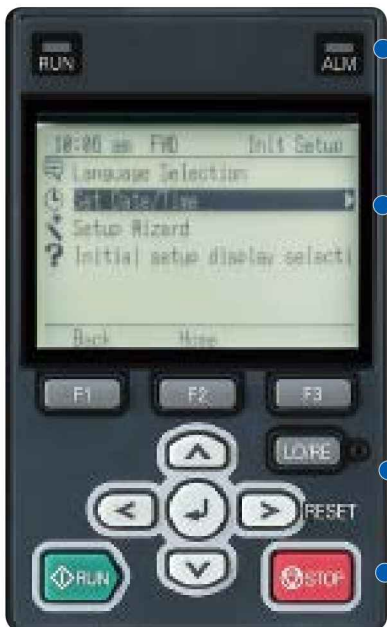 RUN ALM
10:00 am FWD Init Setup
Language Selection
Set Date/Time
Setup Wizard
Initial setup display selecti
Back Home
F1 F2 F3
LO/RE
RESET
RUN STOP